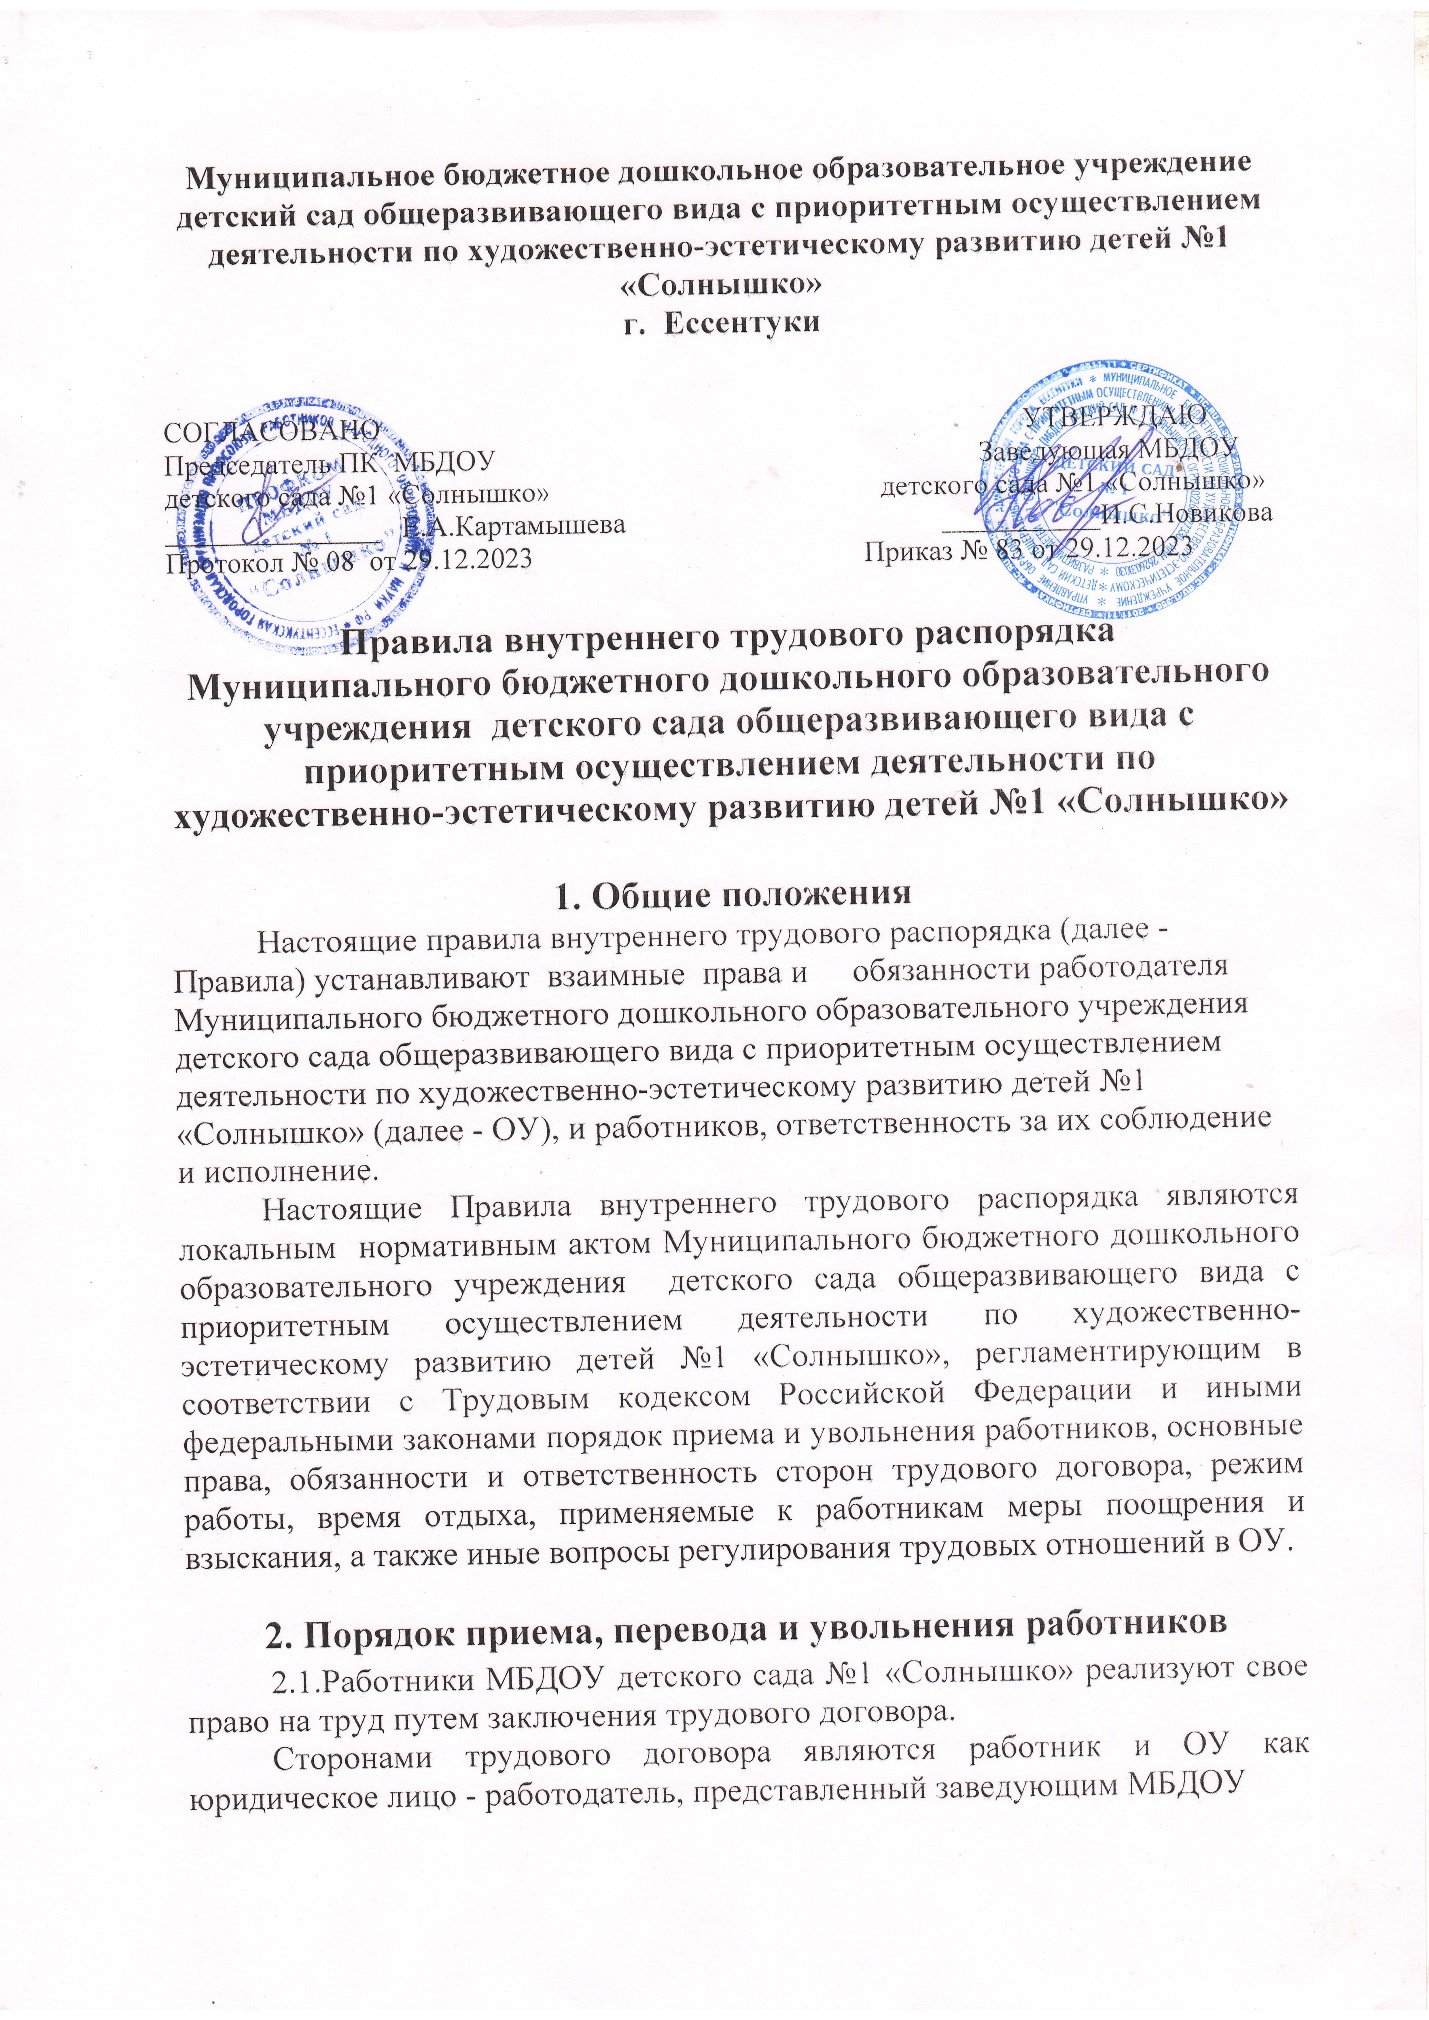 Муниципальное бюджетное дошкольное образовательное учреждение
детский сад общеразвивающего вида с приоритетным осуществлением
деятельности по художественно-эстетическому развитию детей №1
«Солнышко»
г. Ессентуки
СОГЛАСОВАНО
Председатель ПК МБДОУ
детского сада №1 «Солнышко»
Е.А.Картамышева
Протокол № 08 от 29.12.2023
ПРОФКОМ
МБДОУ
детский сад
№ 1
"Солнышко"
УТВЕРЖДАЮ
Заведующая МБДОУ
детского сада №1 «Солнышко»
И.С.Новикова
Приказ № 83 от 29.12.2023
ДЕТСКИЙ САД
№ 1
Правила внутреннего трудового распорядка
Муниципального бюджетного дошкольного образовательного
учреждения детского сада общеразвивающего вида с
приоритетным осуществлением деятельности по
художественно-эстетическому развитию детей №1 «Солнышко»
1. Общие положения
Настоящие правила внутреннего трудового распорядка (далее -
Правила) устанавливают взаимные права и обязанности работодателя
Муниципального бюджетного дошкольного образовательного учреждения
детского сада общеразвивающего вида с приоритетным осуществлением
деятельности по художественно-эстетическому развитию детей №1
«Солнышко» (далее - ОУ), и работников, ответственность за их соблюдение
и исполнение.
Настоящие Правила внутреннего трудового распорядка являются
локальным нормативным актом Муниципального бюджетного дошкольного
образовательного учреждения детского сада общеразвивающего вида с
приоритетным осуществлением деятельности по художественно-
эстетическому развитию детей №1 «Солнышко», регламентирующим в
соответствии с Трудовым кодексом Российской Федерации и иными
федеральными законами порядок приема и увольнения работников, основные
права, обязанности и ответственность сторон трудового договора, режим
работы, время отдыха, применяемые к работникам меры поощрения и
взыскания, а также иные вопросы регулирования трудовых отношений в ОУ.
2. Порядок приема, перевода и увольнения работников
2.1.Работники МБДОУ детского сада №1 «Солнышко» реализуют свое
право на труд путем заключения трудового договора.
Сторонами трудового договора являются работник и ОУ как
юридическое лицо - работодатель, представленный заведующим МБДОУ